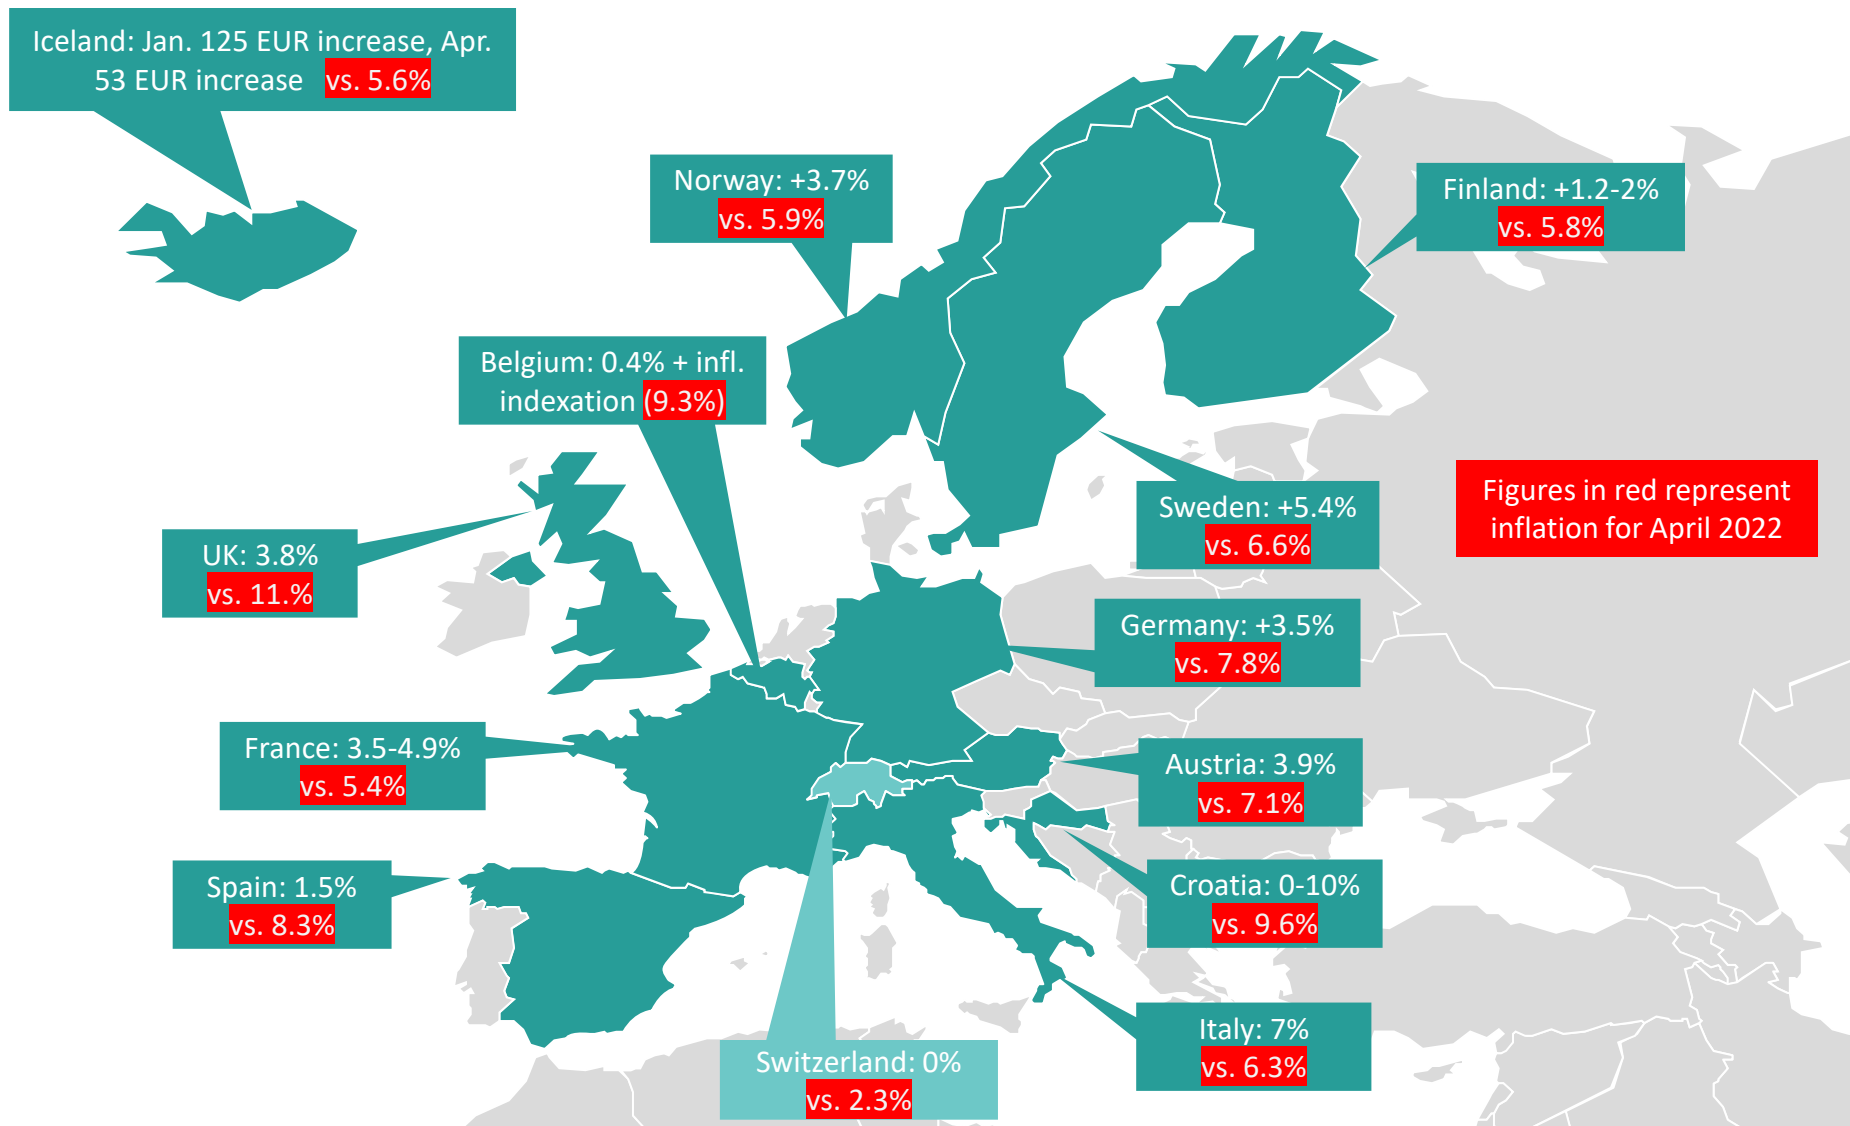 Iceland: Jan. 125 EUR increase, Apr.
53 EUR increase vs. 5.6%
Norway: +3.7%
vs. 5.9%
Finland: +1.2-2%
vs. 5.8%
Belgium: 0.4% + infl.
indexation (9.3%)
Sweden: +5.4%
vs. 6.6%
Figures in red represent
inflation for April 2022
UK: 3.8%
vs. 11.%
Germany: +3.5%
vs. 7.8%
France: 3.5-4.9%
vs. 5.4%
Austria: 3.9%
vs. 7.1%
Spain: 1.5%
vs. 8.3%
Croatia: 0-10%
vs. 9.6%
Italy: 7%
vs. 6.3%
Switzerland: 0%
vs. 2.3%